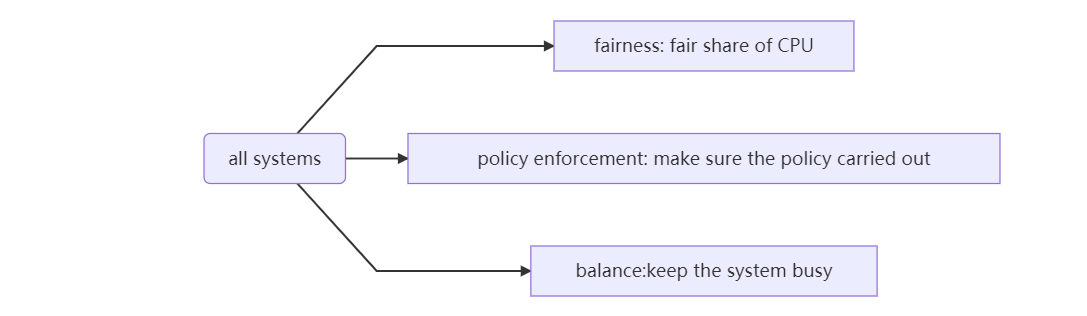 fairness: fair share of CPU
all systems
policy enforcement: make sure the policy carried out
balance:keep the system busy